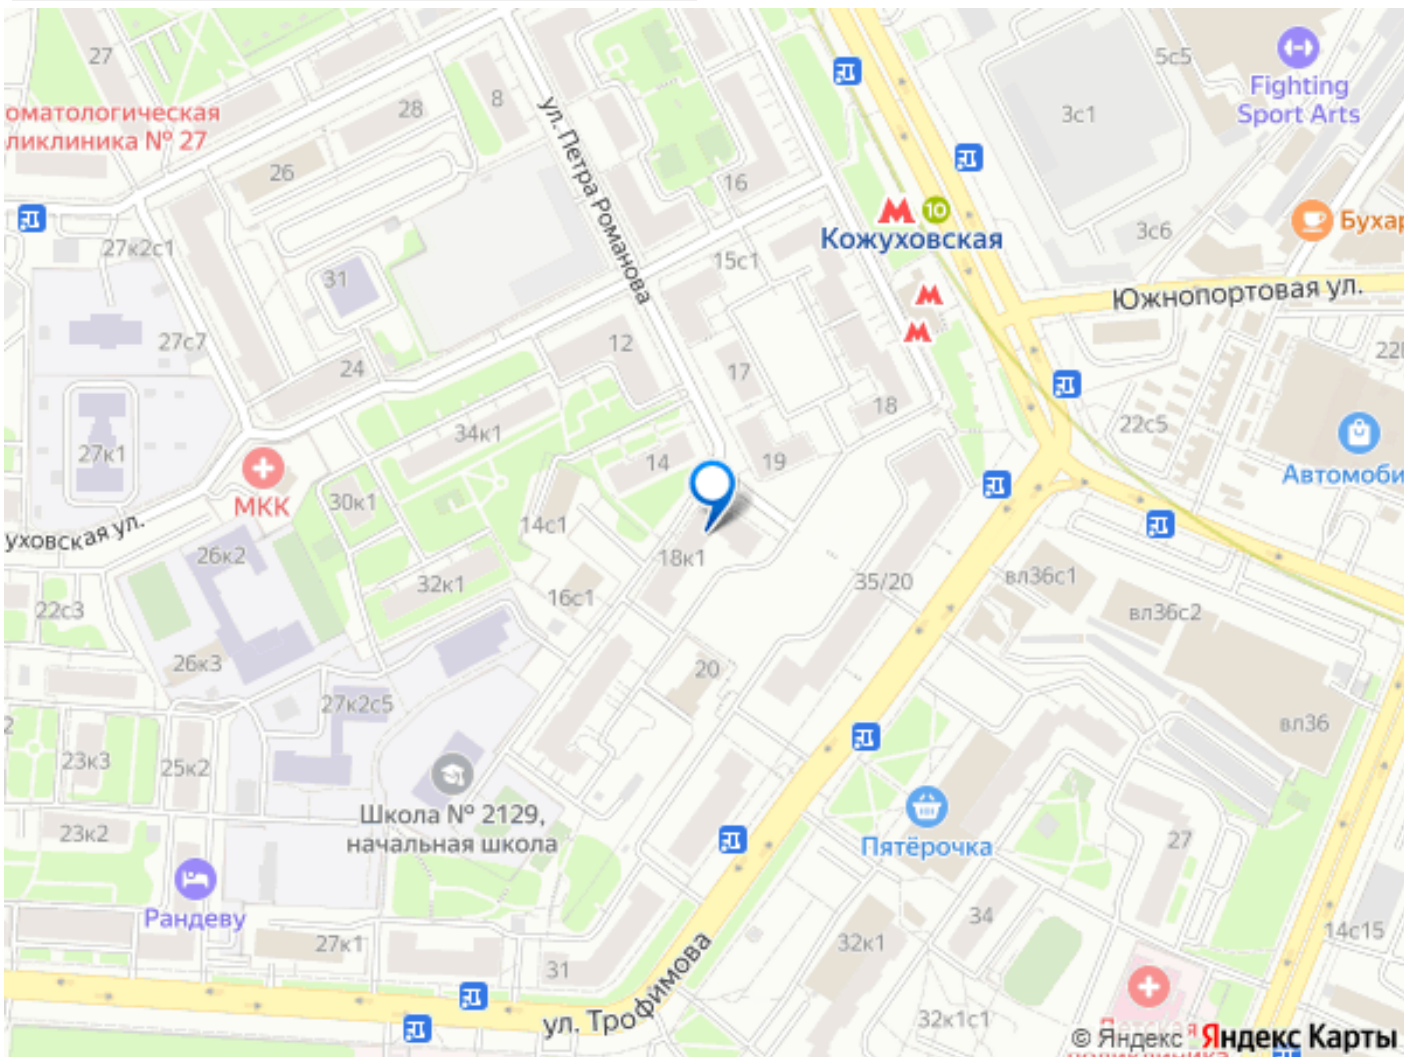 27
оматологическая
ликлиника № 27
28
8
26
27к2с1
31
27с7
24
27к1
МКК
уховская ул.
ул. Петра Романова
16
15с1
12
17
18
34к1
14
19
30к1
14с1
18к1
26к2
32к1
16с1
22с3
26к3
20
35/20
27к2с5
2
23к3
25к2
23к2
Школа № 2129,
начальная школа
Рандеву
27к1
31
ул. Трофимова
5с5
Fighting
Sport Arts
3с1
10
Кожуховская
3с6
Бухар
Южнопортовая ул.
22
22с5
Автомоби
вл36с1
вл36с2
вл36
Пятёрочка
27
34
32к1
14с15
32к1с1
© Яндекс Яндекс Карты